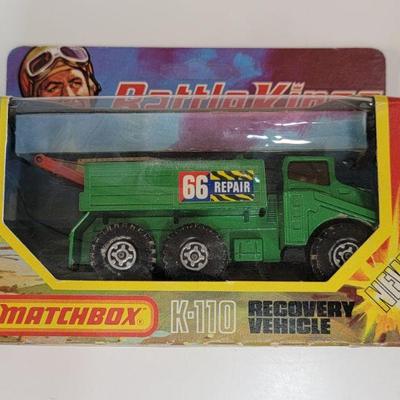 BattleKings
66 REPAIR
MATCHBOX
K-110
RECOVERY
VEHICLE
NEW